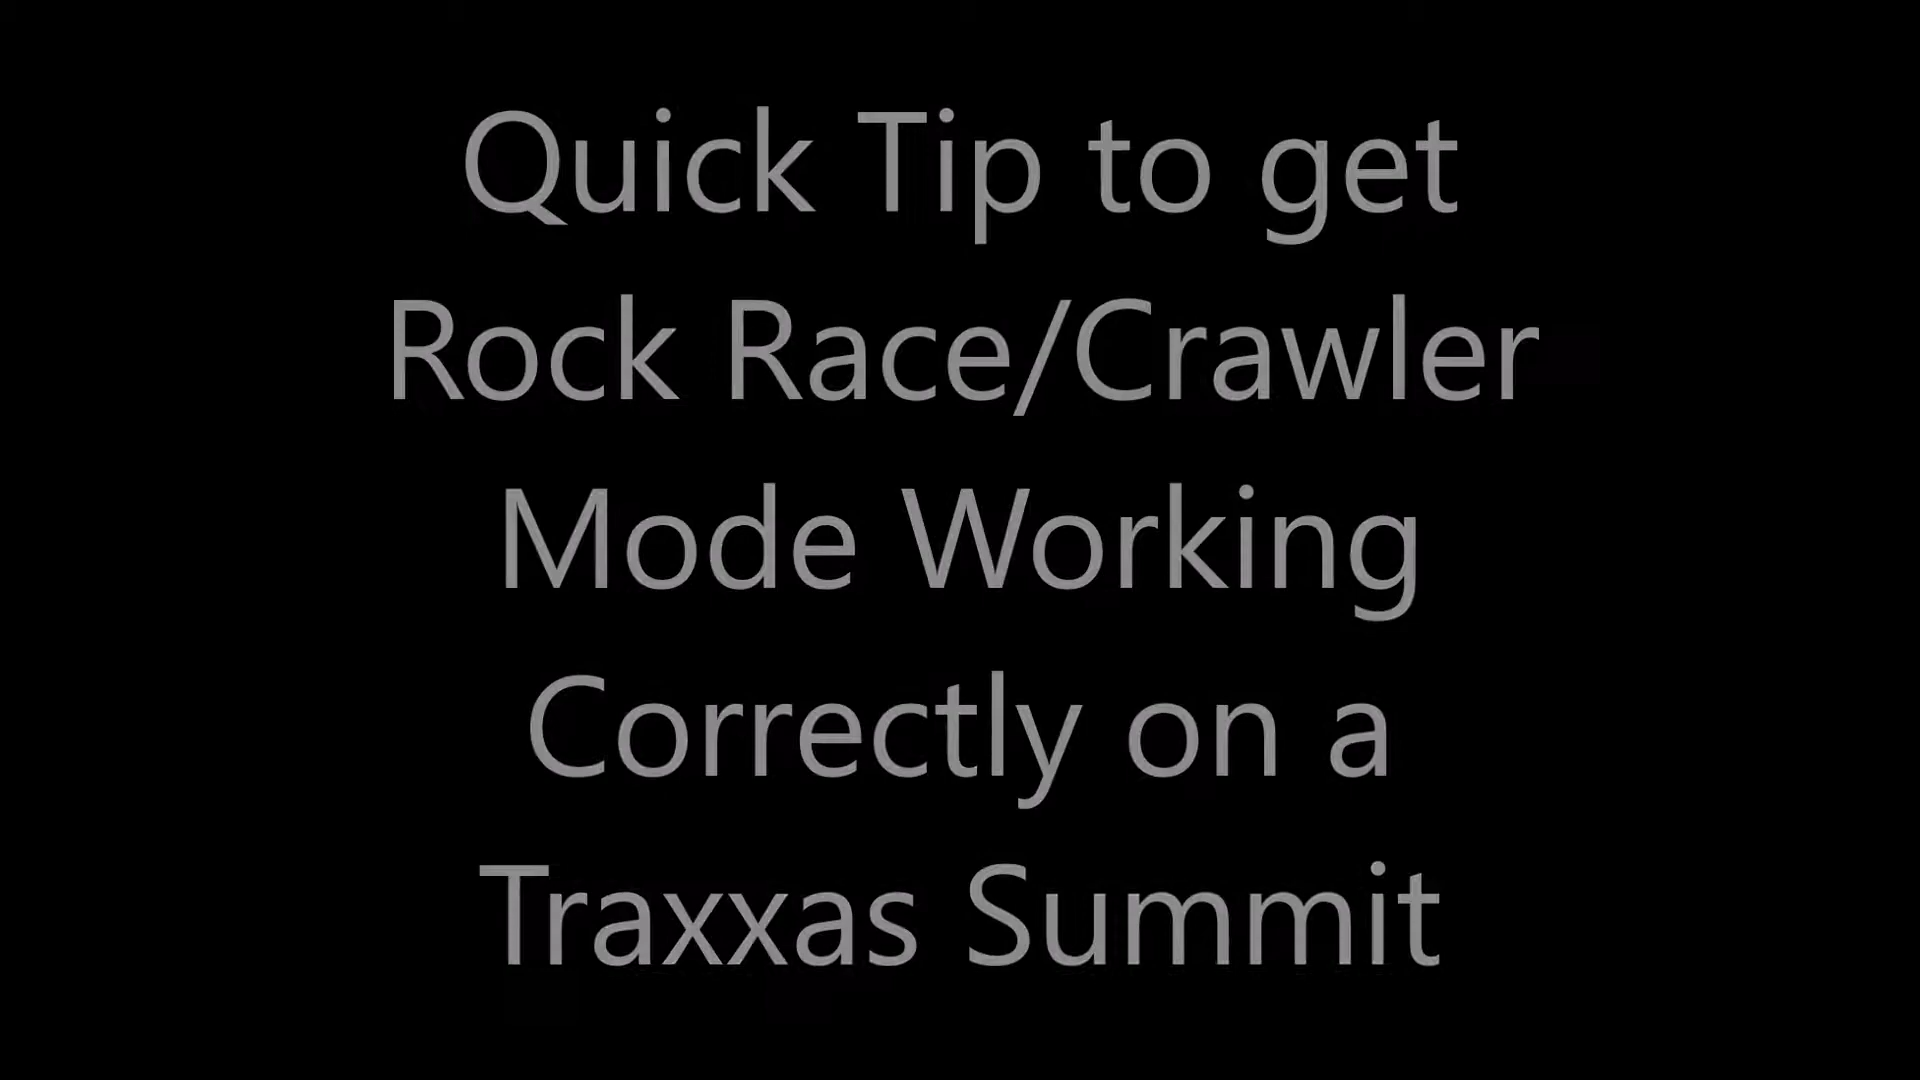 Quick Tip to get
Rock Race/Crawler
Mode Working
Correctly on a
Traxxas Summit